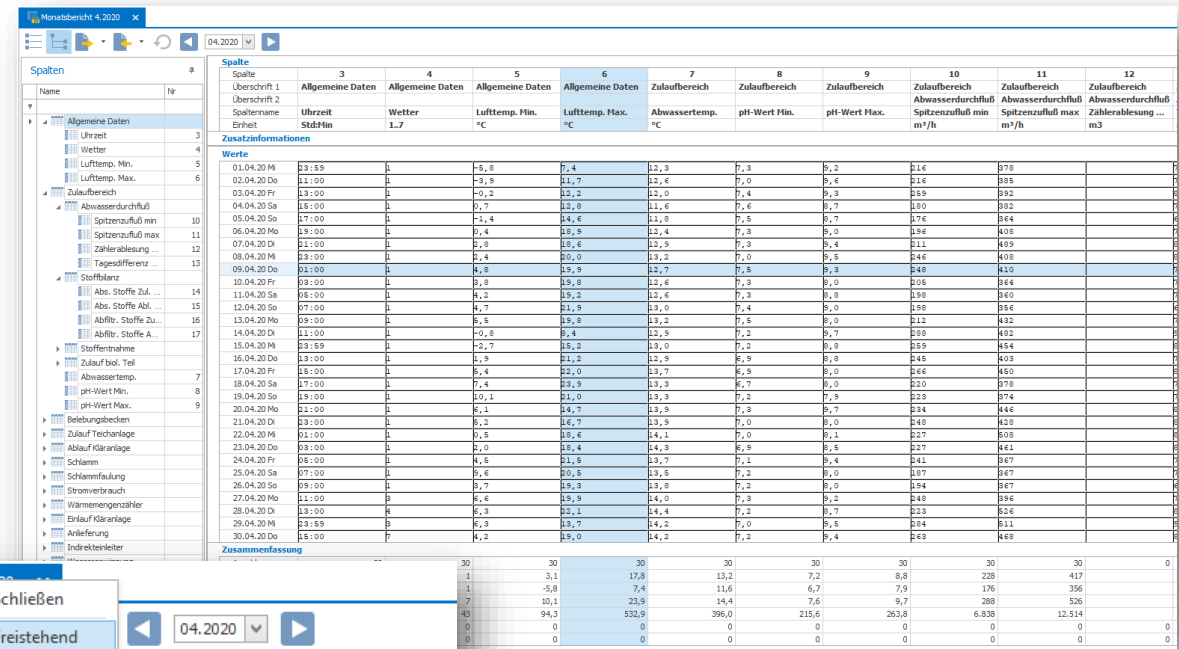 Monatsbericht 4.2020 ×
04.2020
Spalten
Name Nr
Allgemeine Daten
Uhrzeit 3
Wetter 4
Lufttemp. Min. 5
Lufttemp. Max. 6
Zulaufbereich
Abwasserdurchfluß
Spitzenzufluß min 10
Spitzenzufluß max 11
Zählerablesung ... 12
Tagesdifferenz ... 13
Stoffbilanz
Abs. Stoffe Zul. ... 14
Abs. Stoffe Abl. ... 15
Abfiltr. Stoffe Zu... 16
Abfiltr. Stoffe A... 17
Stoffentnahme
Zulauf biol. Teil
Abwassertemp. 7
pH-Wert Min. 8
pH-Wert Max. 9
Belebungsbecken
Zulauf Teichanlage
Ablauf Kläranlage
Schlamm
Schlammfaulung
Stromverbrauch
Wärmemengenzähler
Einlauf Kläranlage
Anlieferung
Indirekteinleiter
Spalte
Spalte 3 4 5 6 7 8 9 10 11 12
Überschrift 1 Allgemeine Daten Allgemeine Daten Allgemeine Daten Allgemeine Daten Zulaufbereich Zulaufbereich Zulaufbereich Zulaufbereich Zulaufbereich Zulaufbereich
Überschrift 2 Abwasserdurchfluß Abwasserdurchfluß Abwasserdurchfluß
Spaltenname Uhrzeit Wetter Lufttemp. Min. Lufttemp. Max. Abwassertemp. pH-Wert Min. pH-Wert Max. Spitzenzufluß min Spitzenzufluß max Zählerablesung ...
Einheit Std:Min 1..7 °C °C °C m³/h m³/h m3
Zusatzinformationen
Werte
01.04.20 Mi 23:59 1 -5,8 7,4 12,3 7,3 9,2 216 378
02.04.20 Do 11:00 1 -3,9 11,7 12,6 7,0 9,6 216 385
03.04.20 Fr 13:00 1 -0,2 12,2 12,0 7,4 9,3 259 392
04.04.20 Sa 15:00 1 0,7 12,8 11,6 7,6 8,7 180 382
05.04.20 So 17:00 1 -1,4 14,6 11,8 7,5 8,7 176 364
06.04.20 Mo 19:00 1 0,4 18,9 12,4 7,3 9,0 196 408
07.04.20 Di 21:00 1 2,8 18,6 12,9 7,3 9,4 211 489
08.04.20 Mi 23:00 1 2,4 20,0 13,2 7,0 9,5 246 408
09.04.20 Do 01:00 1 4,8 19,9 12,7 7,5 9,3 248 410
10.04.20 Fr 03:00 1 3,8 19,8 12,6 7,3 8,0 205 364
11.04.20 Sa 05:00 1 4,2 19,2 12,6 7,3 8,8 198 360
12.04.20 So 07:00 1 4,7 21,9 13,0 7,4 9,0 198 356
13.04.20 Mo 09:00 1 5,5 19,8 13,2 7,5 8,0 212 432
14.04.20 Di 11:00 1 -0,8 8,4 12,9 7,2 9,7 288 482
15.04.20 Mi 23:59 1 -2,7 15,2 13,0 7,2 8,8 259 454
16.04.20 Do 13:00 1 1,9 21,2 12,9 6,9 8,8 245 403
17.04.20 Fr 15:00 1 5,4 22,0 13,7 6,9 8,0 266 450
18.04.20 Sa 17:00 1 7,4 23,9 13,3 6,7 8,0 220 378
19.04.20 So 19:00 1 10,1 21,0 13,3 7,2 7,9 223 374
20.04.20 Mo 21:00 1 6,1 14,7 13,9 7,3 9,7 234 446
21.04.20 Di 23:00 1 5,2 16,7 13,9 7,0 8,0 248 428
22.04.20 Mi 01:00 1 0,5 18,6 14,1 7,0 8,1 227 508
23.04.20 Do 03:00 1 2,0 18,4 14,3 6,9 8,5 227 461
24.04.20 Fr 05:00 1 4,5 21,5 13,7 7,1 9,4 241 367
25.04.20 Sa 07:00 1 9,6 20,5 13,5 7,2 8,0 187 367
26.04.20 So 09:00 1 3,7 19,3 13,8 7,2 8,0 194 367
27.04.20 Mo 11:00 3 6,6 19,9 14,0 7,3 9,2 248 396
28.04.20 Di 13:00 4 6,3 22,1 14,4 7,2 8,7 223 526
29.04.20 Mi 23:59 3 6,3 13,7 14,2 7,0 9,5 284 511
30.04.20 Do 15:00 7 4,2 19,0 14,2 7,2 9,4 263 468
Zusammenfassung
30 30 30 30 30 30 30 30 0
1 3,1 17,8 13,2 7,2 8,8 228 417
1 -5,8 7,4 11,6 6,7 7,9 176 356
7 10,1 23,9 14,4 7,6 9,7 288 526
43 94,3 532,9 396,0 215,6 263,8 6.838 12.514
0 0 0 0 0 0 0 0 0
0 0 0 0 0 0 0 0 0
chließen
reistehend
04.2020